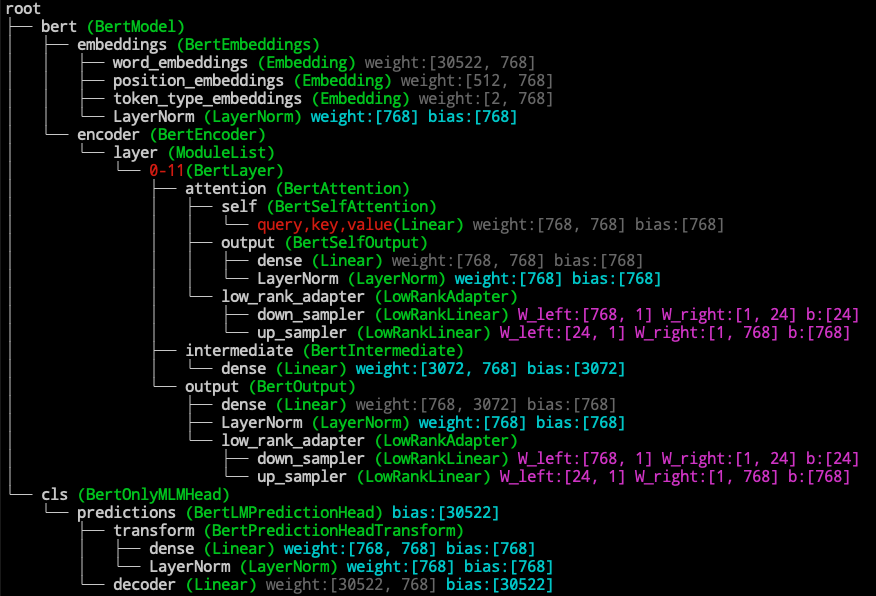 root
├── bert (BertModel)
│   ├── embeddings (BertEmbeddings)
│   │   ├── word_embeddings (Embedding) weight:[30522, 768]
│   │   ├── position_embeddings (Embedding) weight:[512, 768]
│   │   ├── token_type_embeddings (Embedding) weight:[2, 768]
│   │   └── LayerNorm (LayerNorm) weight:[768] bias:[768]
│   └── encoder (BertEncoder)
│       └── layer (ModuleList)
│           └── 0-11(BertLayer)
│               ├── attention (BertAttention)
│               │   ├── self (BertSelfAttention)
│               │   │   └── query,key,value(Linear) weight:[768, 768] bias:[768]
│               │   ├── output (BertSelfOutput)
│               │   │   ├── dense (Linear) weight:[768, 768] bias:[768]
│               │   │   └── LayerNorm (LayerNorm) weight:[768] bias:[768]
│               │   └── low_rank_adapter (LowRankAdapter)
│               │       ├── down_sampler (LowRankLinear) W_left:[768, 1] W_right:[1, 24] b:[24]
│               │       └── up_sampler (LowRankLinear) W_left:[24, 1] W_right:[1, 768] b:[768]
│               ├── intermediate (BertIntermediate)
│               │   └── dense (Linear) weight:[3072, 768] bias:[3072]
│               └── output (BertOutput)
│                   ├── dense (Linear) weight:[768, 3072] bias:[768]
│                   ├── LayerNorm (LayerNorm) weight:[768] bias:[768]
│                   └── low_rank_adapter (LowRankAdapter)
│                       ├── down_sampler (LowRankLinear) W_left:[768, 1] W_right:[1, 24] b:[24]
│                       └── up_sampler (LowRankLinear) W_left:[24, 1] W_right:[1, 768] b:[768]
└── cls (BertOnlyMLMHead)
    └── predictions (BertLMPredictionHead) bias:[30522]
        ├── transform (BertPredictionHeadTransform)
        │   ├── dense (Linear) weight:[768, 768] bias:[768]
        │   └── LayerNorm (LayerNorm) weight:[768] bias:[768]
        └── decoder (Linear) weight:[30522, 768] bias:[30522]